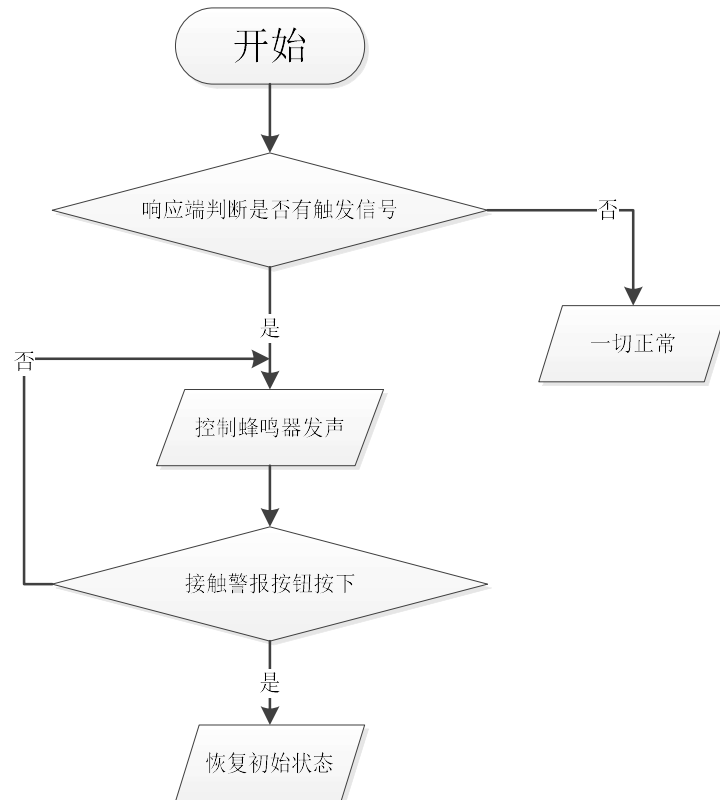 开始
响应端判断是否有触发信号
否
一切正常
是
否
控制蜂鸣器发声
接触警报按钮按下
是
恢复初始状态